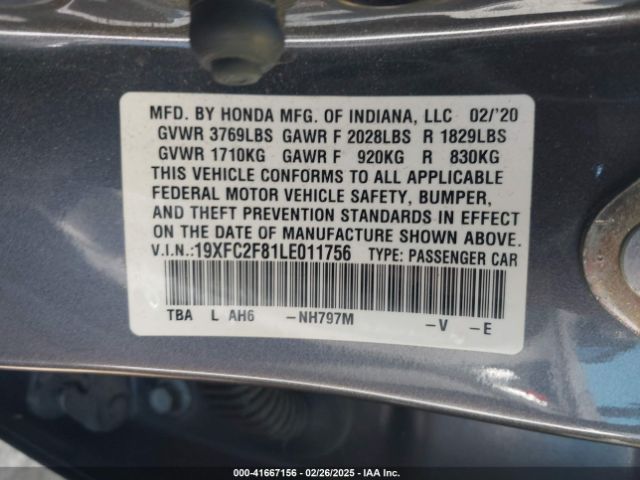 MFD. BY HONDA MFG. OF INDIANA, LLC 02/'20
GVWR 3769LBS GAWR F 2028LBS R 1829LBS
GVWR 1710KG GAWR F 920KG R 830KG
THIS VEHICLE CONFORMS TO ALL APPLICABLE
FEDERAL MOTOR VEHICLE SAFETY, BUMPER,
AND THEFT PREVENTION STANDARDS IN EFFECT
ON THE DATE OF MANUFACTURE SHOWN ABOVE.
V.I.N.:19XFC2F81LE011756 TYPE: PASSENGER CAR
TBA L AH6 -NH797M -V -E
000-41667156 - 02/26/2025 - IAA Inc.